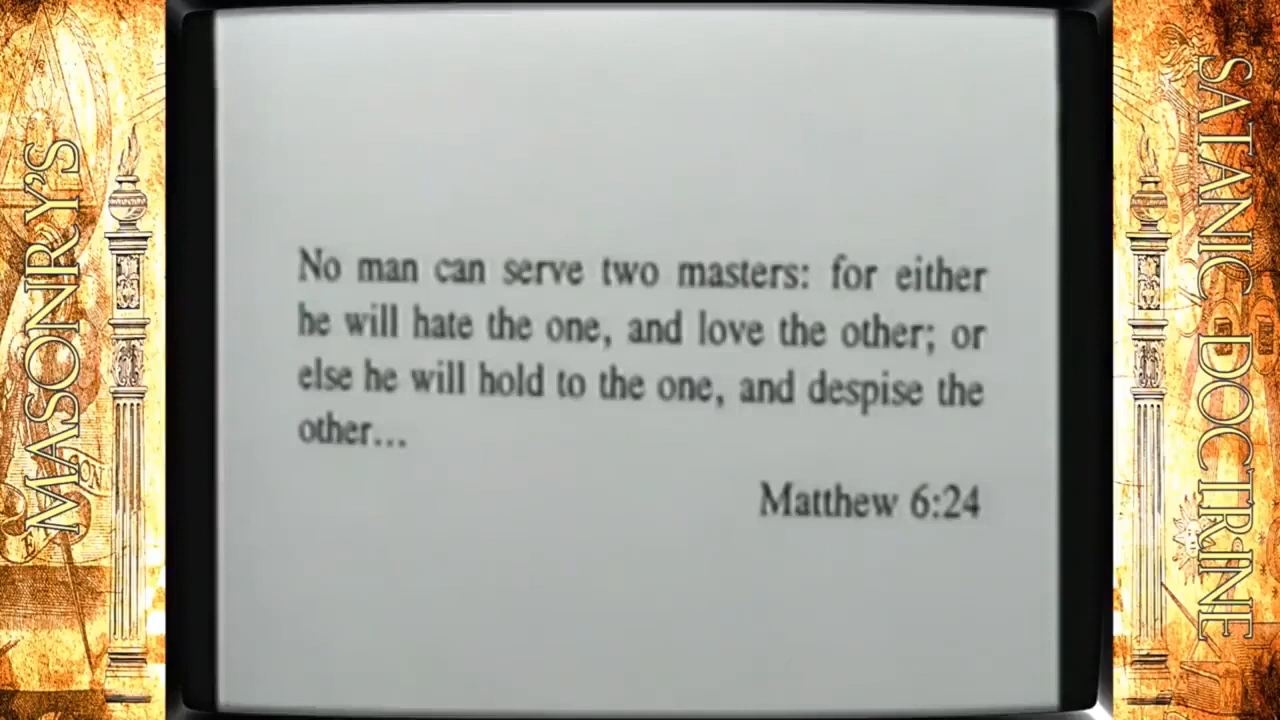 MASONRY'S
No man can serve two masters: for either
he will hate the one, and love the other; or
else he will hold to the one, and despise the
other...
Matthew 6:24
SATANIC DOCTRINE